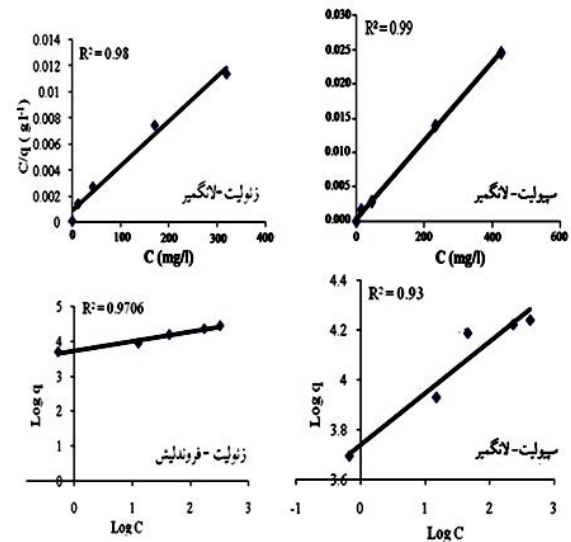 R² = 0.98
0.014
0.012
0.010
0.008
0.006
0.004
0.002
0
C/q ( g l⁻¹)
0 100 200 300 400
C (mg/l)
زئولیت-لانگمیر
R² = 0.99
0.030
0.025
0.020
0.015
0.010
0.005
0.000
0 200 400 600
C (mg/l)
سپولیت-لانگمیر
R² = 0.9706
5
4
3
2
1
0
Log q
0 1 2 3
Log C
زئولیت - فروندلیش
R² = 0.93
4.4
4.2
4
3.8
3.6
Log q
-1 0 1 2 3
Log C
سپولیت-لانگمیر